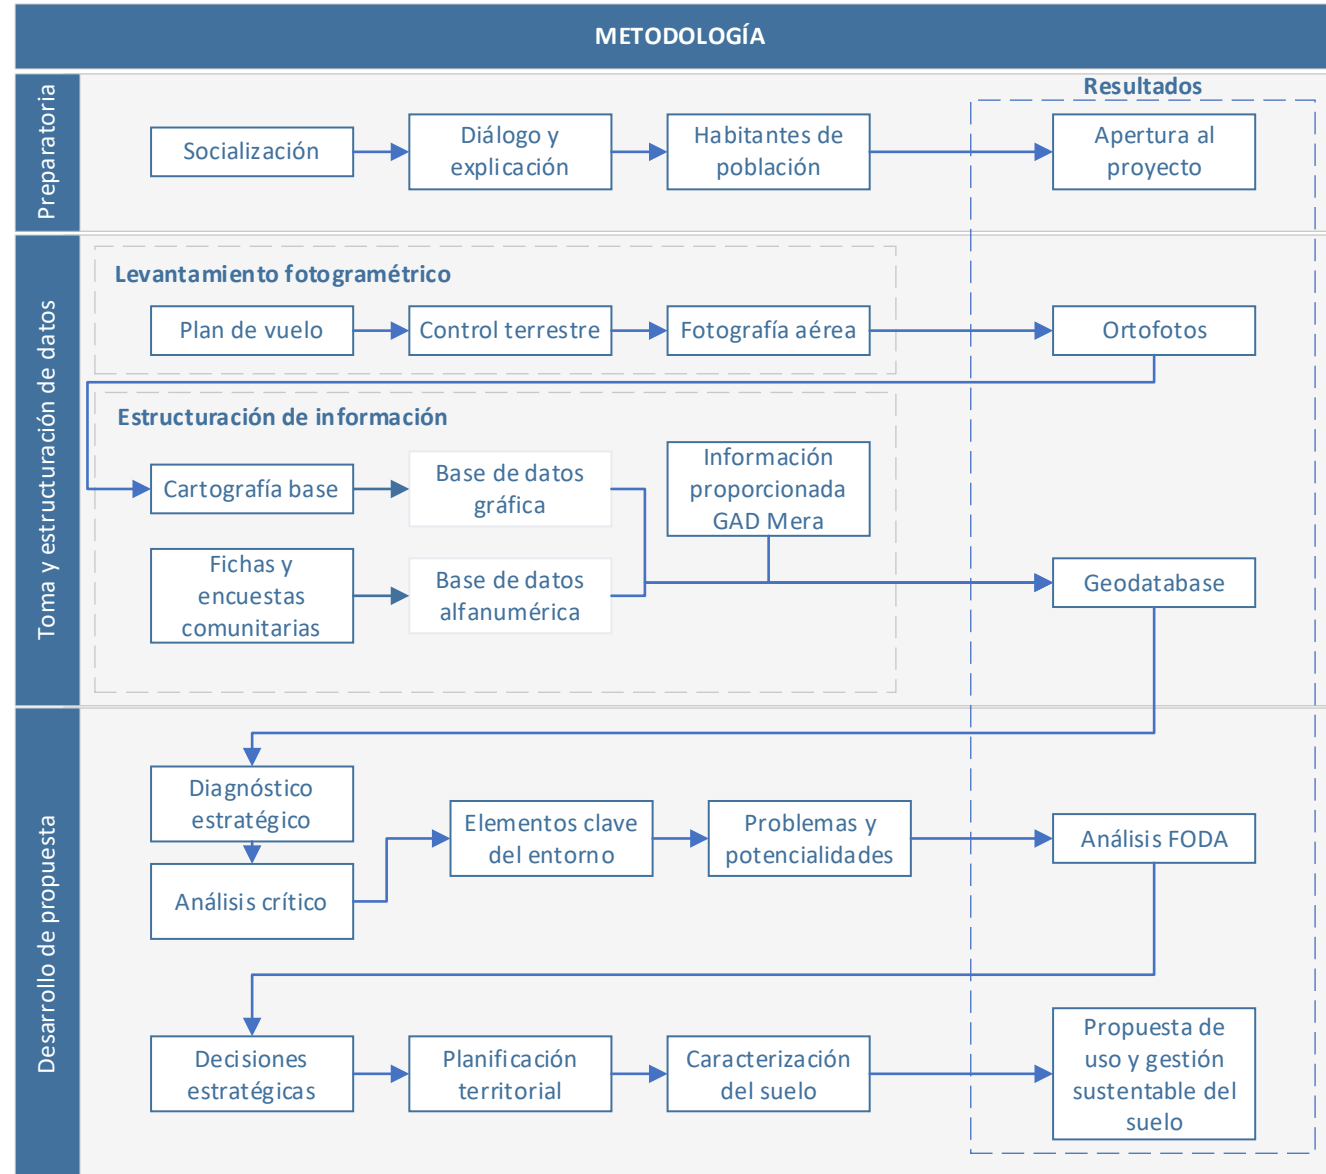 METODOLOGÍA
Preparatoria
Resultados
Socialización
Diálogo y
explicación
Habitantes de
población
Apertura al
proyecto
Toma y estructuración de datos
Levantamiento fotogramétrico
Plan de vuelo
Control terrestre
Fotografía aérea
Ortofotos
Estructuración de información
Cartografía base
Base de datos
gráfica
Información
proporcionada
GAD Mera
Fichas y
encuestas
comunitarias
Base de datos
alfanumérica
Geodatabase
Desarrollo de propuesta
Diagnóstico
estratégico
Análisis crítico
Elementos clave
del entorno
Problemas y
potencialidades
Análisis FODA
Decisiones
estratégicas
Planificación
territorial
Caracterización
del suelo
Propuesta de
uso y gestión
sustentable del
suelo